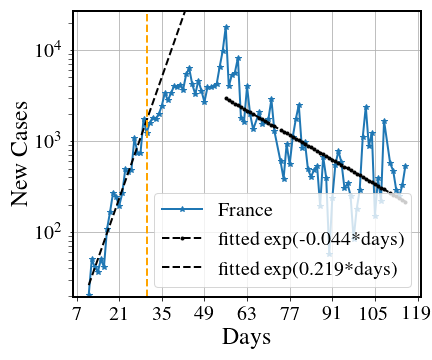 10⁴
10³
10²
New Cases
France
fitted exp(-0.044*days)
fitted exp(0.219*days)
7 21 35 49 63 77 91 105 119
Days